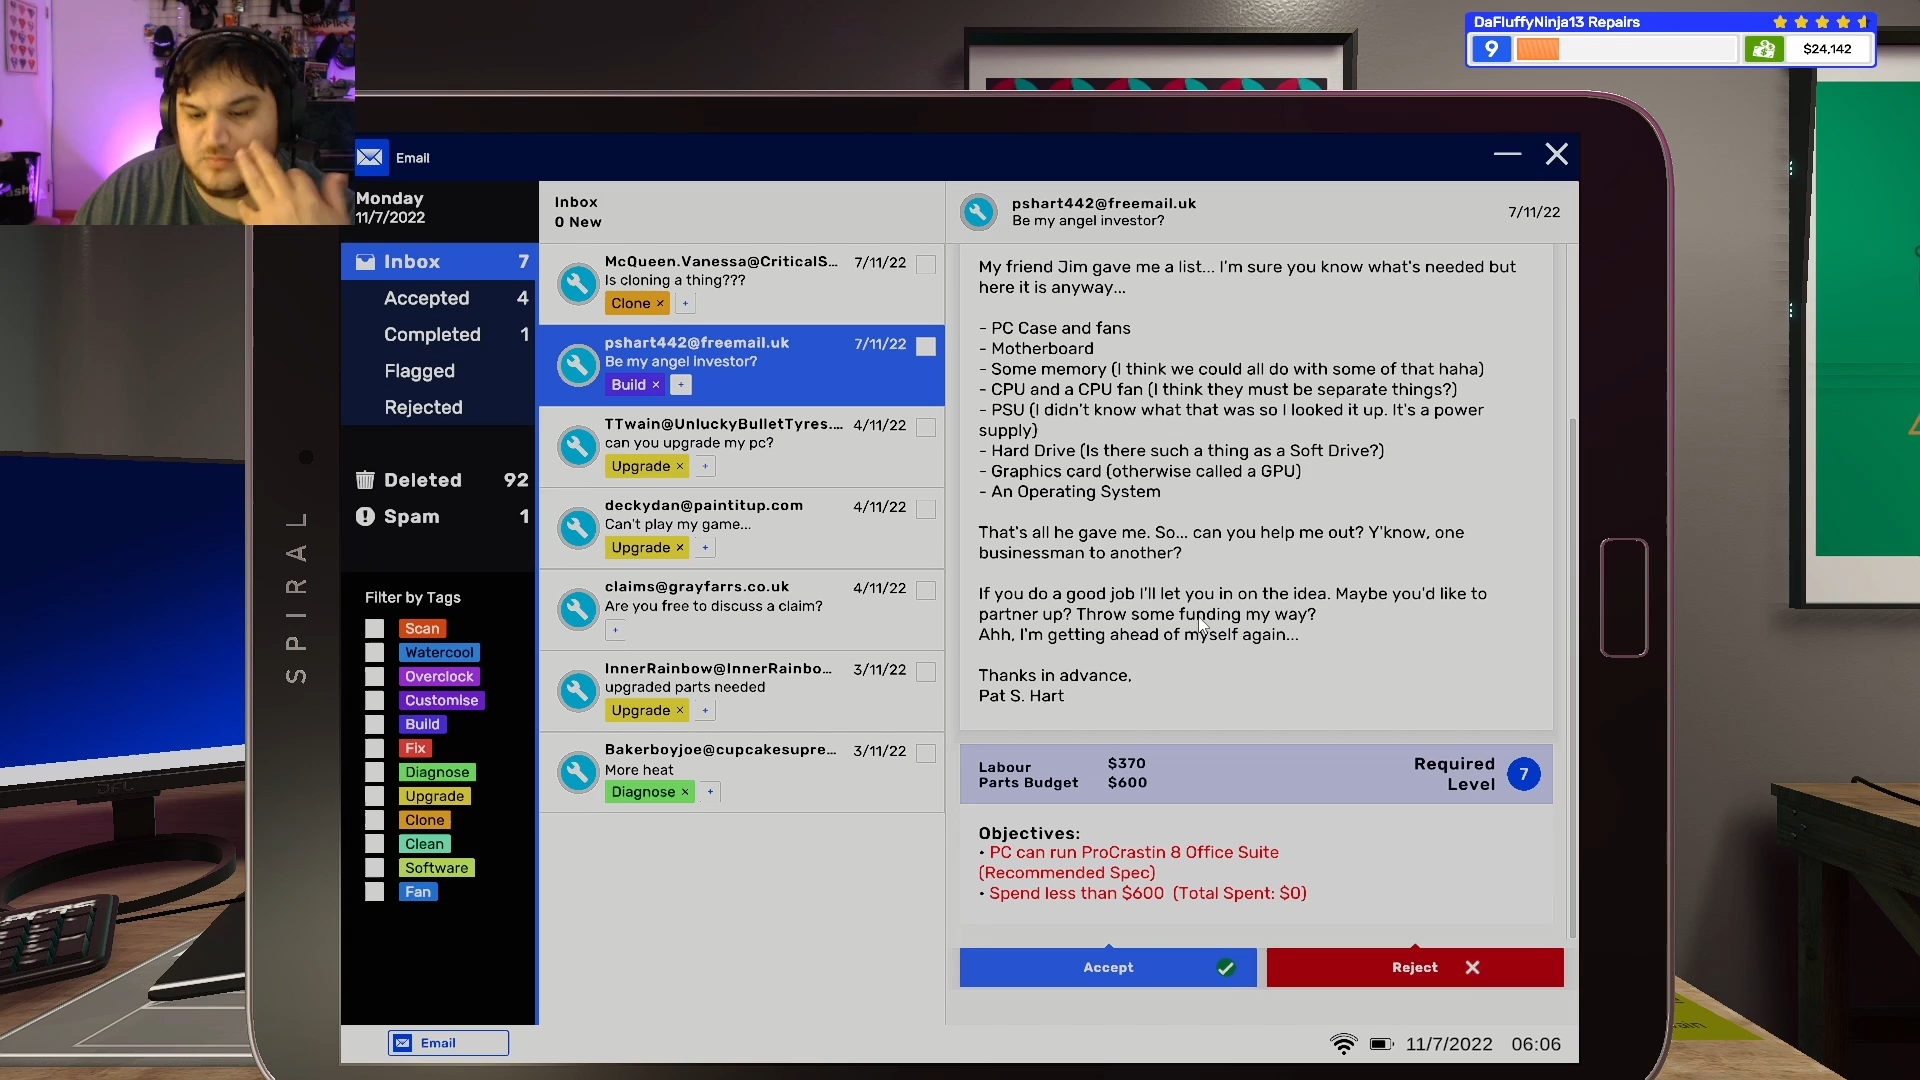 DaFluffyNinja13 Repairs
9
$24,142
Email
Monday
11/7/2022
Inbox 7
Accepted 4
Completed 1
Flagged
Rejected
Deleted 92
Spam 1
Filter by Tags
Scan
Watercool
Overclock
Customise
Build
Fix
Diagnose
Upgrade
Clone
Clean
Software
Fan
SPIRAL
Inbox
0 New
McQueen.Vanessa@CriticalS... 7/11/22
Is cloning a thing???
Clone × +
pshart442@freemail.uk 7/11/22
Be my angel investor?
Build × +
TTwain@UnluckyBulletTyres.... 4/11/22
can you upgrade my pc?
Upgrade × +
deckydan@paintitup.com 4/11/22
Can't play my game...
Upgrade × +
claims@grayfarrs.co.uk 4/11/22
Are you free to discuss a claim?
+
InnerRainbow@InnerRainbo... 3/11/22
upgraded parts needed
Upgrade × +
Bakerboyjoe@cupcakesupre... 3/11/22
More heat
Diagnose × +
pshart442@freemail.uk
Be my angel investor?
7/11/22
My friend Jim gave me a list... I'm sure you know what's needed but
here it is anyway...
- PC Case and fans
- Motherboard
- Some memory (I think we could all do with some of that haha)
- CPU and a CPU fan (I think they must be separate things?)
- PSU (I didn't know what that was so I looked it up. It's a power
supply)
- Hard Drive (Is there such a thing as a Soft Drive?)
- Graphics card (otherwise called a GPU)
- An Operating System
That's all he gave me. So... can you help me out? Y'know, one
businessman to another?
If you do a good job I'll let you in on the idea. Maybe you'd like to
partner up? Throw some funding my way?
Ahh, I'm getting ahead of myself again...
Thanks in advance,
Pat S. Hart
Labour $370
Parts Budget $600
Required
Level 7
Objectives:
• PC can run ProCrastin 8 Office Suite
(Recommended Spec)
• Spend less than $600 (Total Spent: $0)
Accept
Reject
Email
11/7/2022 06:06